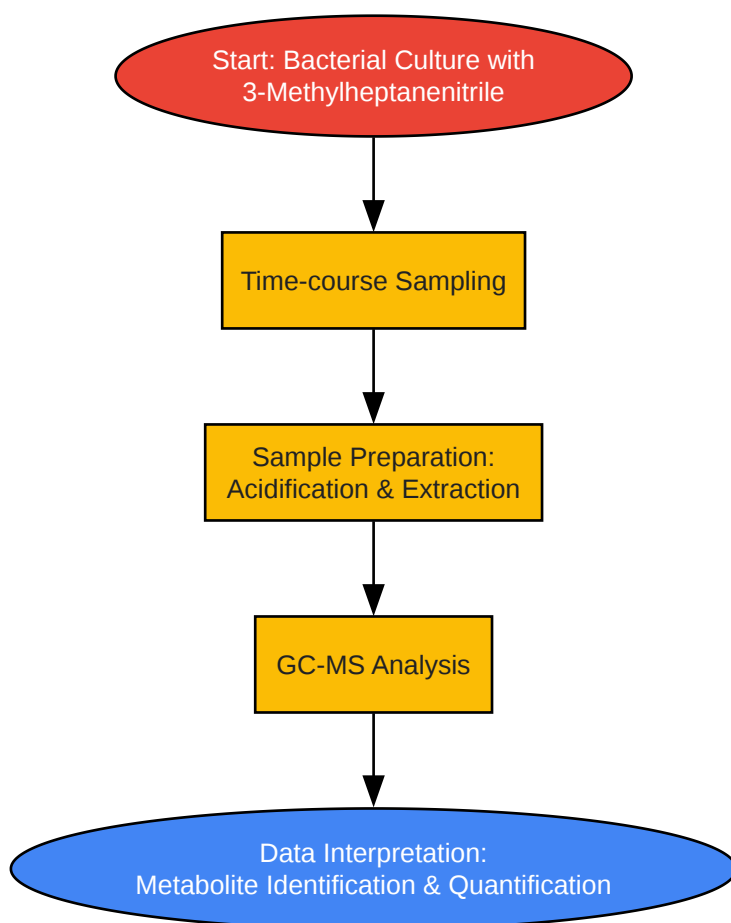 Start: Bacterial Culture with
3-Methylheptanenitrile
Time-course Sampling
Sample Preparation:
Acidification & Extraction
GC-MS Analysis
Data Interpretation:
Metabolite Identification & Quantification